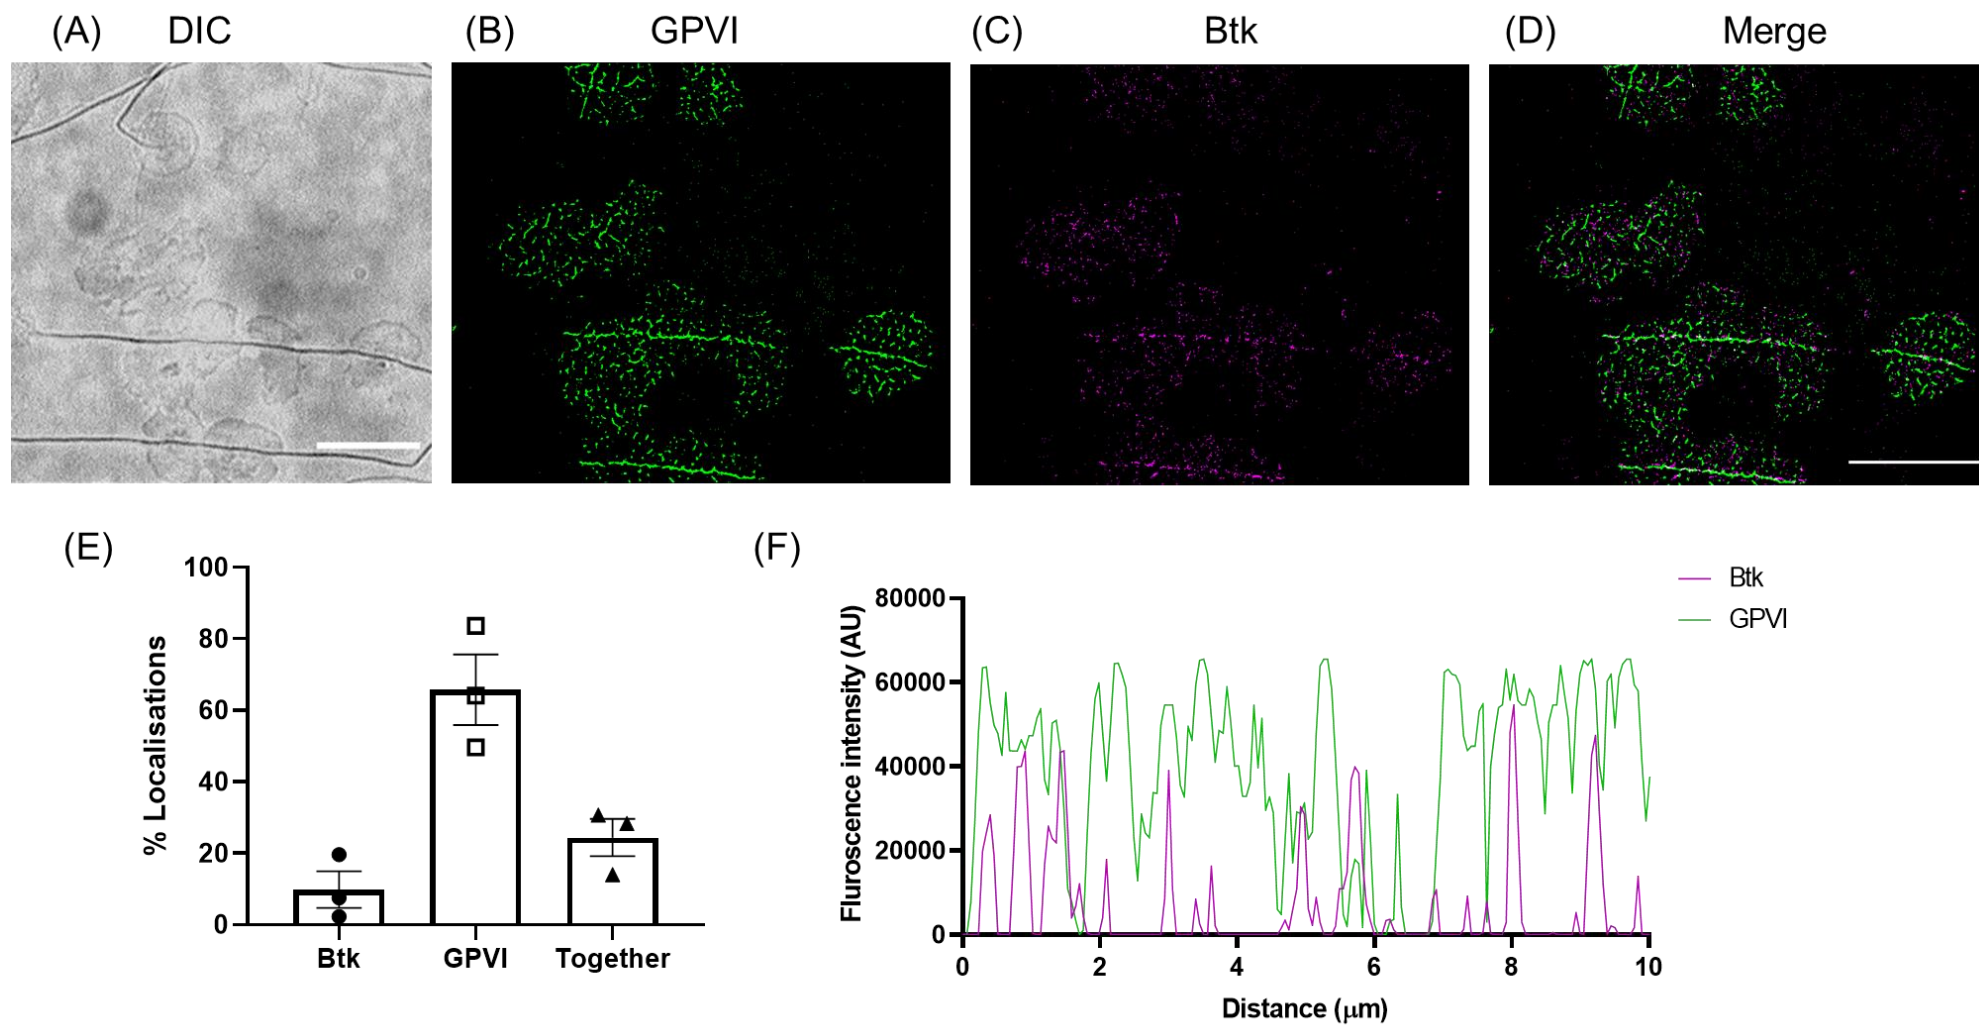 (A) DIC (B) GPVI (C) Btk (D) Merge
(E)
100
80
60
40
20
0
% Localisations
Btk GPVI Together
(F)
Btk
GPVI
80000
60000
40000
20000
0
Fluroscence intensity (AU)
0 2 4 6 8 10
Distance (μm)